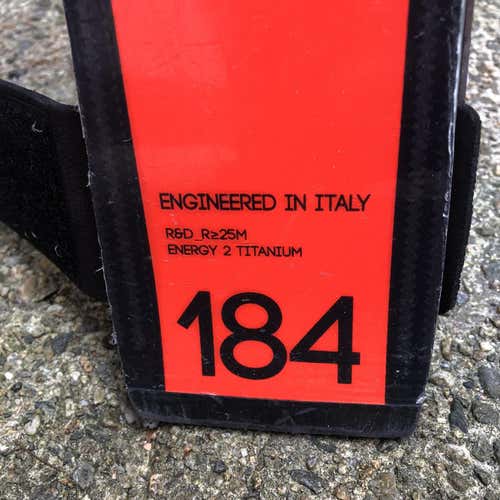 ENGINEERED IN ITALY
R&D_R≥25M
ENERGY 2 TITANIUM
184